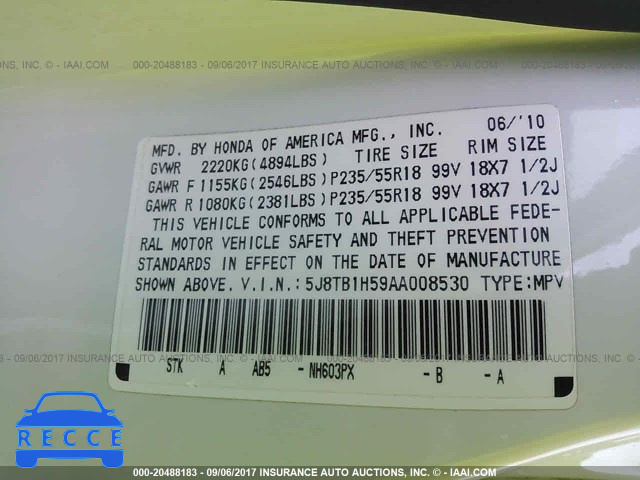 000-20488183 - 09/06/2017 INSURANCE AUTO AUCTIONS, INC. © - IAAI.COM
MFD. BY HONDA OF AMERICA MFG., INC. 06/'10
GVWR 2220KG(4894LBS) TIRE SIZE RIM SIZE
GAWR F 1155KG(2546LBS)P235/55R18 99V 18X7 1/2J
GAWR R 1080KG(2381LBS)P235/55R18 99V 18X7 1/2J
THIS VEHICLE CONFORMS TO ALL APPLICABLE FEDE-
RAL MOTOR VEHICLE SAFETY AND THEFT PREVENTION
STANDARDS IN EFFECT ON THE DATE OF MANUFACTURE
SHOWN ABOVE. V.I.N.:5J8TB1H59AA008530 TYPE:MPV
STK A AB5 -NH603PX -B -A
RECCE
000-20488183 - 09/06/2017 INSURANCE AUTO AUCTIONS, INC. © - IAAI.COM